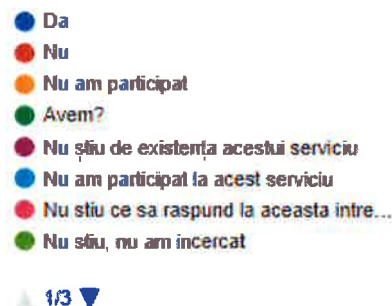 Da
Nu
Nu am participat
Avem?
Nu știu de existența acestui serviciu
Nu am participat la acest serviciu
Nu stiu ce sa raspund la aceasta intre...
Nu stiu, nu am incercat
1/3